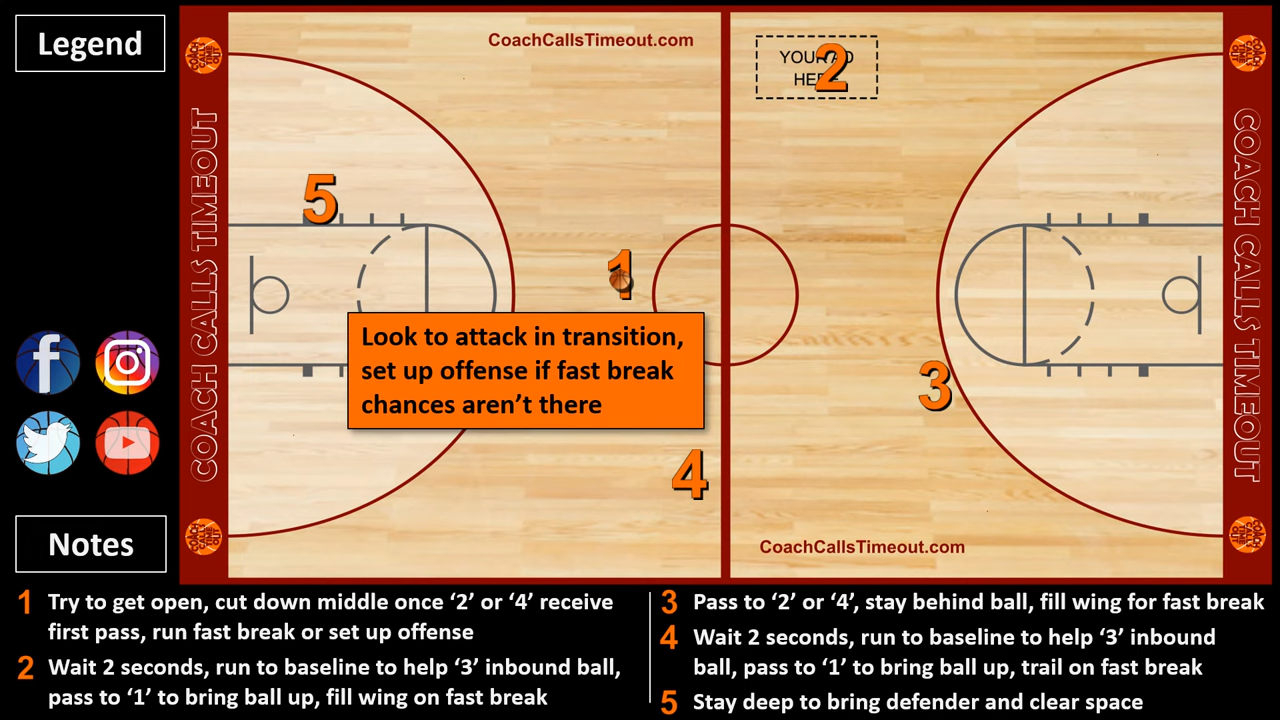 Legend
CoachCallsTimeout.com
2
COACH CALLS TIMEOUT
COACH CALLS TIMEOUT
5
1
Look to attack in transition,
set up offense if fast break
chances aren’t there
3
4
CoachCallsTimeout.com
Notes
1 Try to get open, cut down middle once ‘2’ or ‘4’ receive
first pass, run fast break or set up offense
2 Wait 2 seconds, run to baseline to help ‘3’ inbound ball,
pass to ‘1’ to bring ball up, fill wing on fast break
3 Pass to ‘2’ or ‘4’, stay behind ball, fill wing for fast break
4 Wait 2 seconds, run to baseline to help ‘3’ inbound
ball, pass to ‘1’ to bring ball up, trail on fast break
5 Stay deep to bring defender and clear space